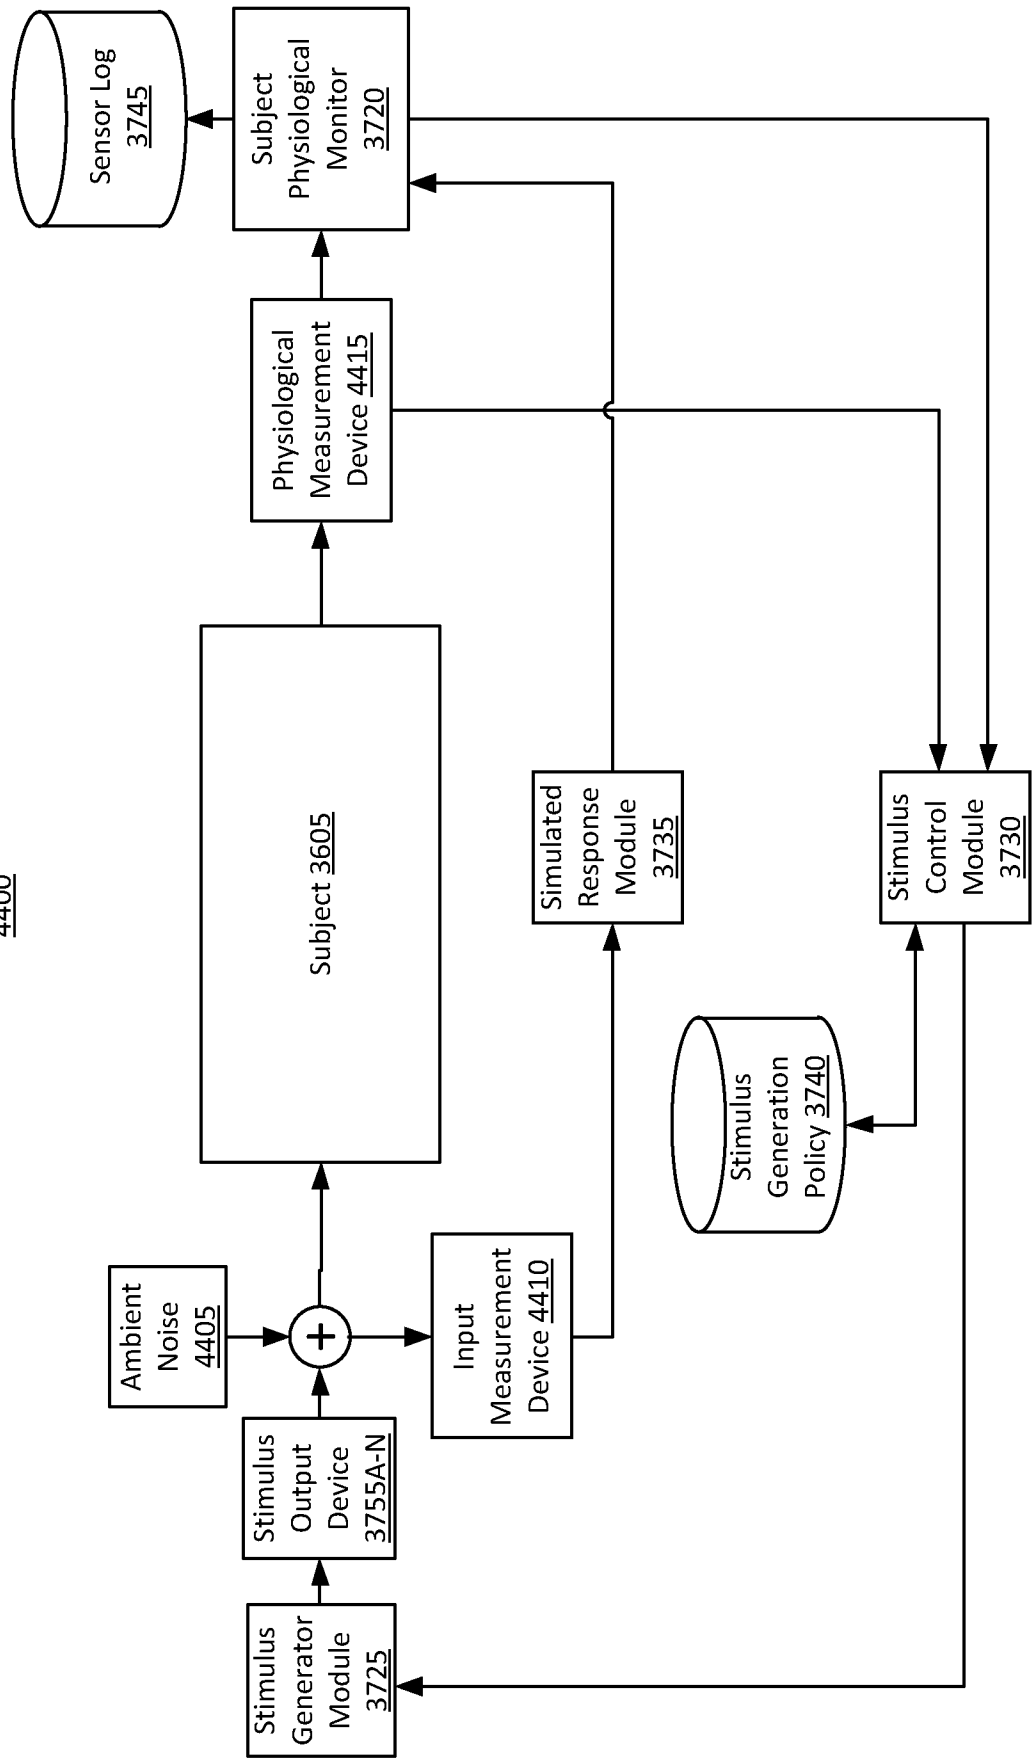 4400
Sensor Log
3745
Subject
Physiological
Monitor
3720
Physiological
Measurement
Device 4415
Subject 3605
Simulated
Response
Module
3735
Stimulus
Control
Module
3730
Stimulus
Generation
Policy 3740
Ambient
Noise
4405
+
Input
Measurement
Device 4410
Stimulus
Output
Device
3755A-N
Stimulus
Generator
Module
3725